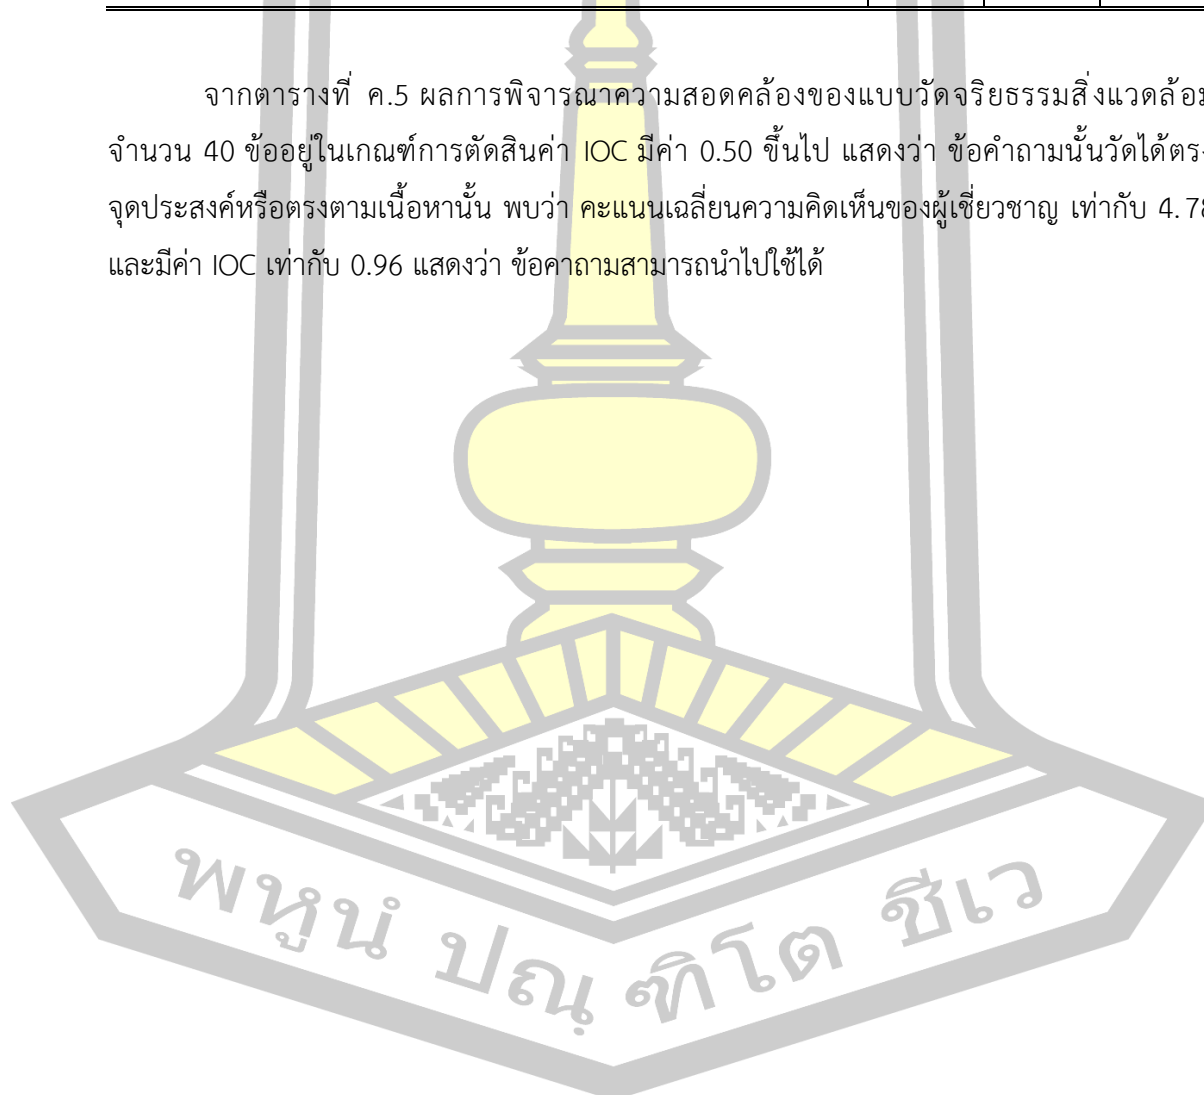 จากตารางที่ ค.5 ผลการพิจารณาความสอดคล้องของแบบวัดจริยธรรมสิ่งแวดล้อม
จำนวน 40 ข้ออยู่ในเกณฑ์การตัดสินค่า IOC มีค่า 0.50 ขึ้นไป แสดงว่า ข้อคำถามนั้นวัดได้ตรง
จุดประสงค์หรือตรงตามเนื้อหานั้น พบว่า คะแนนเฉลี่ยนความคิดเห็นของผู้เชี่ยวชาญ เท่ากับ 4.78
และมีค่า IOC เท่ากับ 0.96 แสดงว่า ข้อคาถามสามารถนำไปใช้ได้
พหูนํ ปณฺฑิโต ชีเว